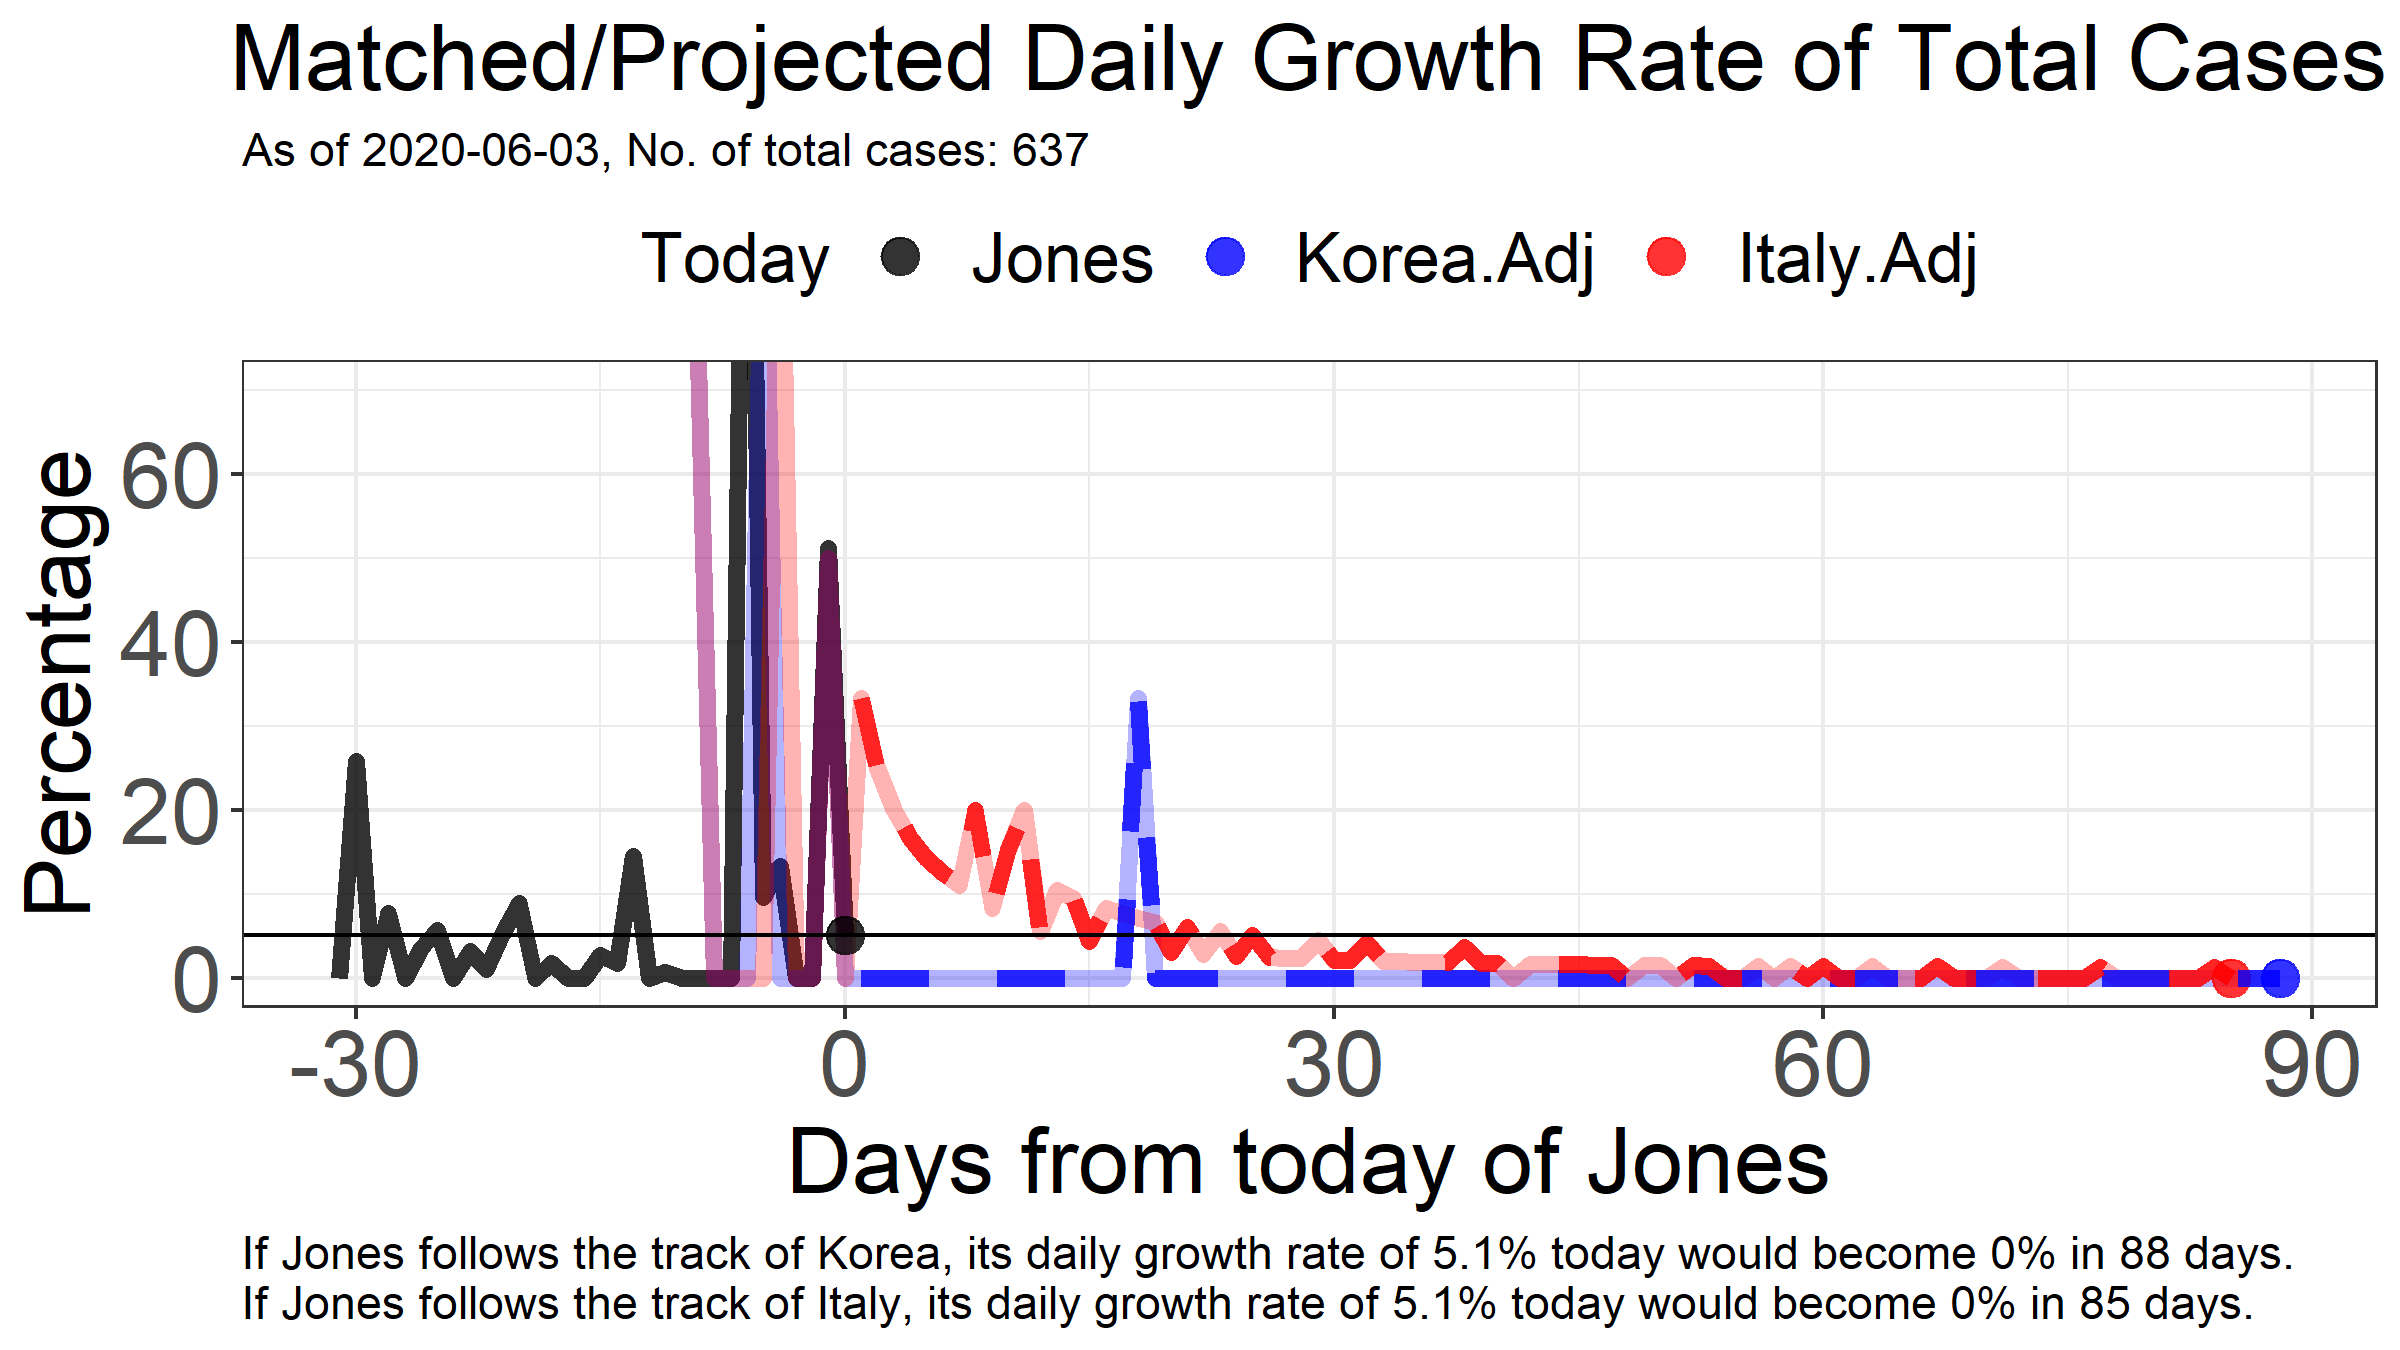 Matched/Projected Daily Growth Rate of Total Cases
As of 2020-06-03, No. of total cases: 637
Today Jones Korea.Adj Italy.Adj
Percentage
60
40
20
0
-30 0 30 60 90
Days from today of Jones
If Jones follows the track of Korea, its daily growth rate of 5.1% today would become 0% in 88 days.
If Jones follows the track of Italy, its daily growth rate of 5.1% today would become 0% in 85 days.